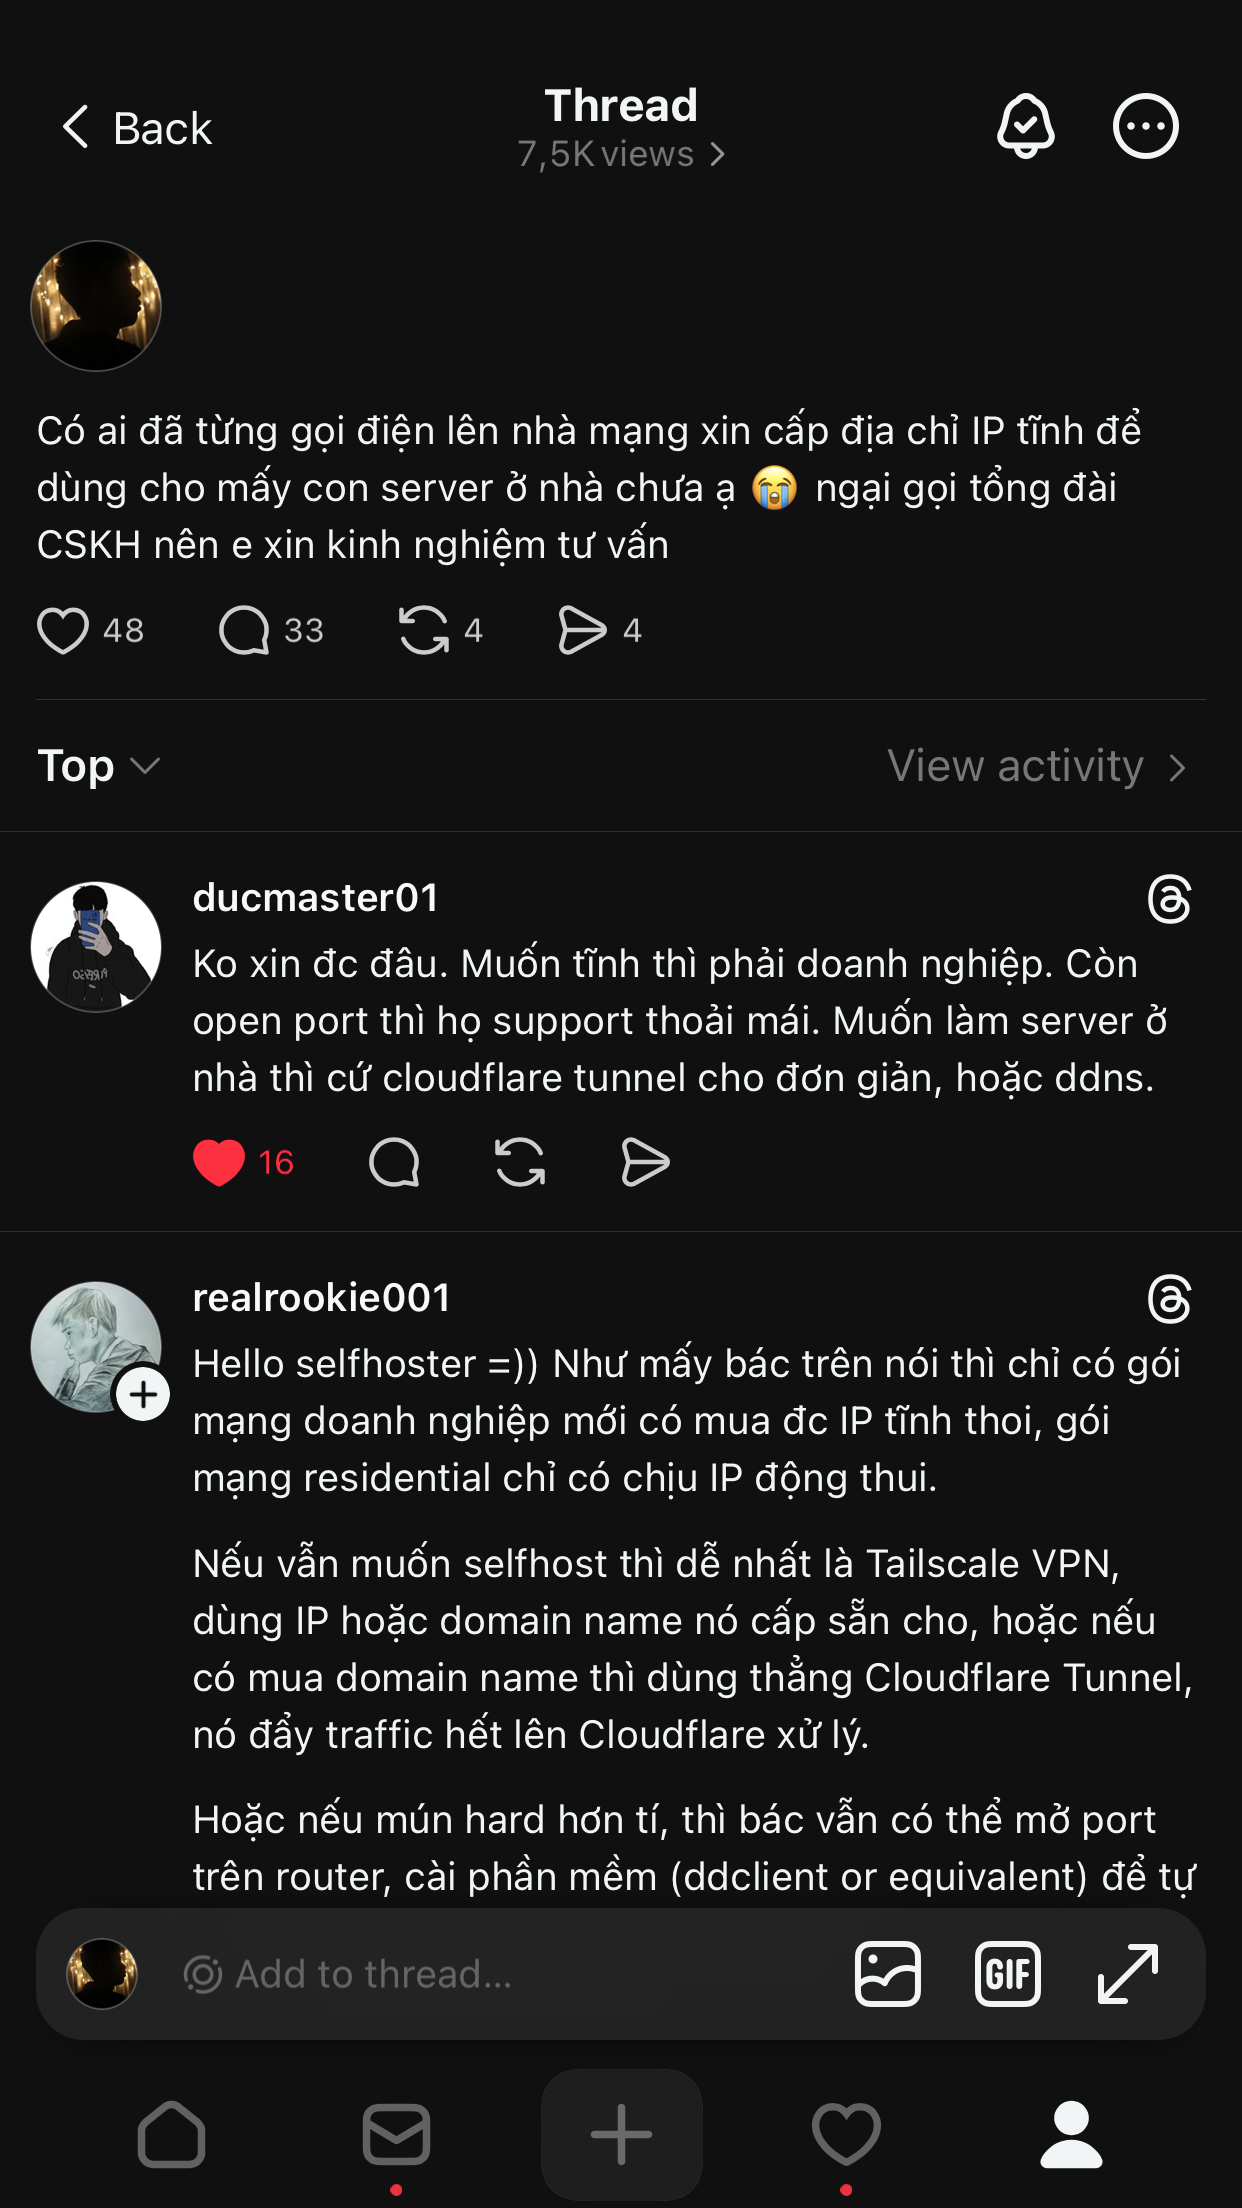 Back
Thread
7,5K views
Có ai đã từng gọi điện lên nhà mạng xin cấp địa chỉ IP tĩnh để
dùng cho mấy con server ở nhà chưa ạ 😭 ngại gọi tổng đài
CSKH nên e xin kinh nghiệm tư vấn
48 33 4 4
Top
View activity
ducmaster01
Ko xin đc đâu. Muốn tĩnh thì phải doanh nghiệp. Còn
open port thì họ support thoải mái. Muốn làm server ở
nhà thì cứ cloudflare tunnel cho đơn giản, hoặc ddns.
16
realrookie001
Hello selfhoster =)) Như mấy bác trên nói thì chỉ có gói
mạng doanh nghiệp mới có mua đc IP tĩnh thoi, gói
mạng residential chỉ có chịu IP động thui.
Nếu vẫn muốn selfhost thì dễ nhất là Tailscale VPN,
dùng IP hoặc domain name nó cấp sẵn cho, hoặc nếu
có mua domain name thì dùng thẳng Cloudflare Tunnel,
nó đẩy traffic hết lên Cloudflare xử lý.
Hoặc nếu mún hard hơn tí, thì bác vẫn có thể mở port
trên router, cài phần mềm (ddclient or equivalent) để tự
Add to thread...
GIF